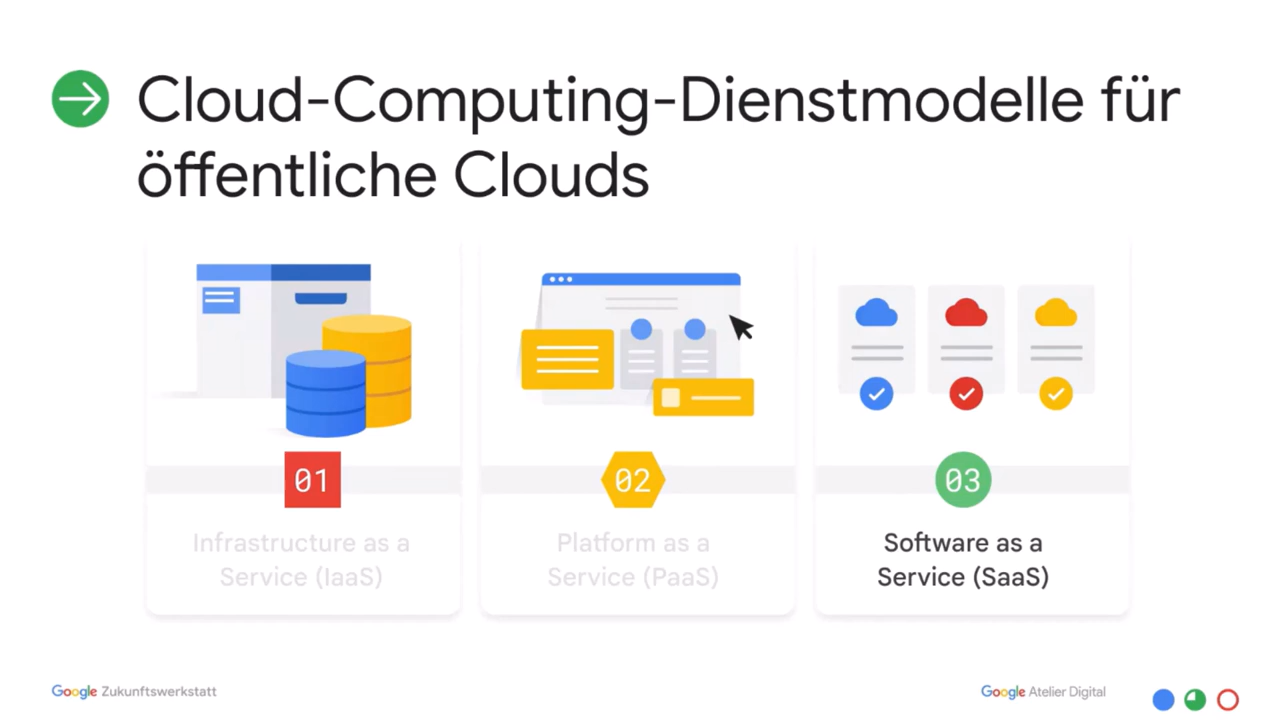 Cloud-Computing-Dienstmodelle für
öffentliche Clouds
01
Infrastructure as a
Service (IaaS)
02
Platform as a
Service (PaaS)
03
Software as a
Service (SaaS)
Google Zukunftswerkstatt
Google Atelier Digital